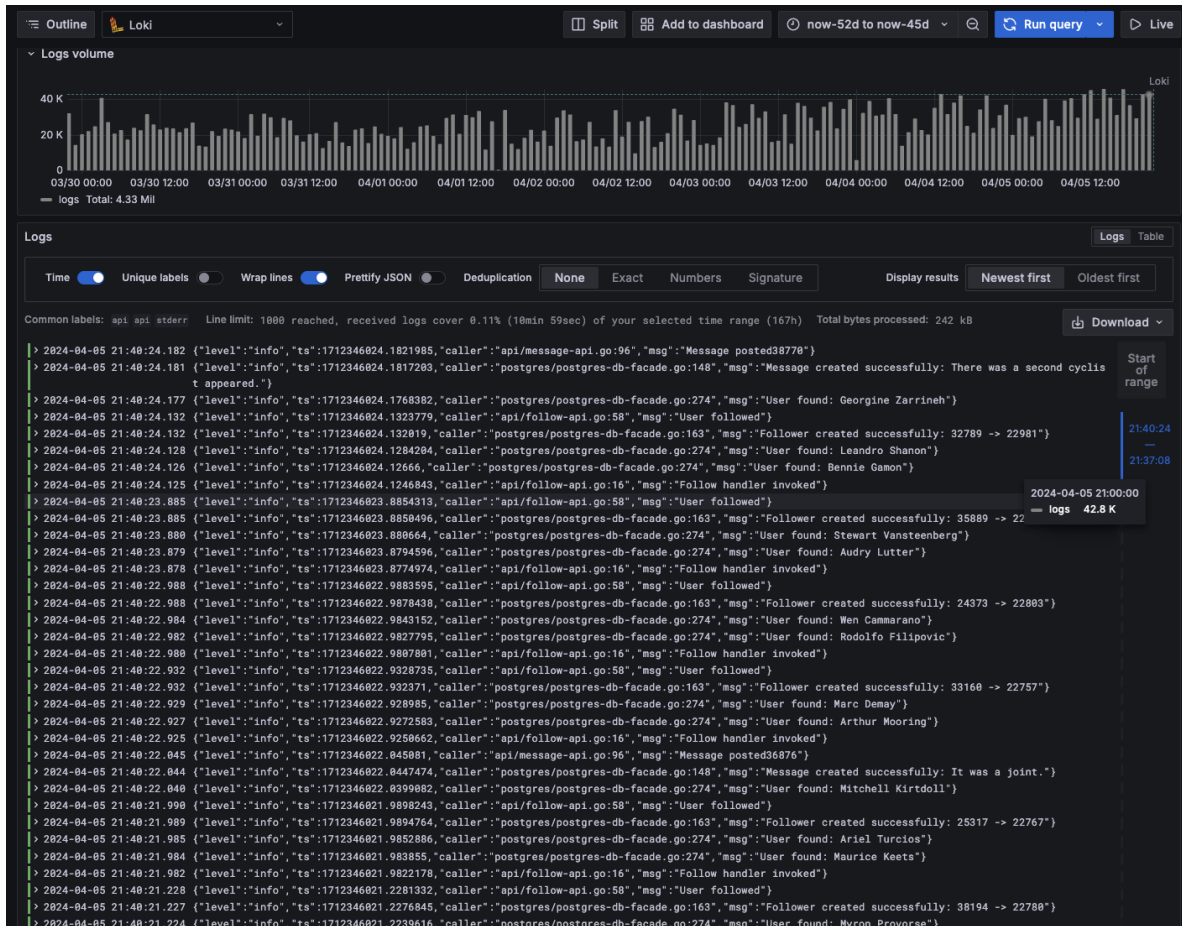 Outline Loki Split Add to dashboard now-52d to now-45d Run query Live
Logs volume
Loki
40 K
20 K
0
03/30 00:00 03/30 12:00 03/31 00:00 03/31 12:00 04/01 00:00 04/01 12:00 04/02 00:00 04/02 12:00 04/03 00:00 04/03 12:00 04/04 00:00 04/04 12:00 04/05 00:00 04/05 12:00
logs Total: 4.33 Mil
Logs Logs Table
Time Unique labels Wrap lines Prettify JSON Deduplication None Exact Numbers Signature Display results Newest first Oldest first
Common labels: api api stderr Line limit: 1000 reached, received logs cover 0.11% (10min 59sec) of your selected time range (167h) Total bytes processed: 242 kB Download
> 2024-04-05 21:40:24.182 {"level":"info","ts":1712346024.1821985,"caller":"api/message-api.go:96","msg":"Message posted38770"}
> 2024-04-05 21:40:24.181 {"level":"info","ts":1712346024.1817203,"caller":"postgres/postgres-db-facade.go:148","msg":"Message created successfully: There was a second cyclis
t appeared."}
> 2024-04-05 21:40:24.177 {"level":"info","ts":1712346024.1768382,"caller":"postgres/postgres-db-facade.go:274","msg":"User found: Georgine Zarrineh"}
> 2024-04-05 21:40:24.132 {"level":"info","ts":1712346024.1323779,"caller":"api/follow-api.go:58","msg":"User followed"}
> 2024-04-05 21:40:24.132 {"level":"info","ts":1712346024.132019,"caller":"postgres/postgres-db-facade.go:163","msg":"Follower created successfully: 32789 -> 22981"}
> 2024-04-05 21:40:24.128 {"level":"info","ts":1712346024.1284204,"caller":"postgres/postgres-db-facade.go:274","msg":"User found: Leandro Shanon"}
> 2024-04-05 21:40:24.126 {"level":"info","ts":1712346024.12666,"caller":"postgres/postgres-db-facade.go:274","msg":"User found: Bennie Gamon"}
> 2024-04-05 21:40:24.125 {"level":"info","ts":1712346024.1246843,"caller":"api/follow-api.go:16","msg":"Follow handler invoked"}
> 2024-04-05 21:40:23.885 {"level":"info","ts":1712346023.8854313,"caller":"api/follow-api.go:58","msg":"User followed"}
> 2024-04-05 21:40:23.885 {"level":"info","ts":1712346023.8850496,"caller":"postgres/postgres-db-facade.go:163","msg":"Follower created successfully: 35889 -> 22
> 2024-04-05 21:40:23.880 {"level":"info","ts":1712346023.880664,"caller":"postgres/postgres-db-facade.go:274","msg":"User found: Stewart Vansteenberg"}
> 2024-04-05 21:40:23.879 {"level":"info","ts":1712346023.8794596,"caller":"postgres/postgres-db-facade.go:274","msg":"User found: Audry Lutter"}
> 2024-04-05 21:40:23.878 {"level":"info","ts":1712346023.8774974,"caller":"api/follow-api.go:16","msg":"Follow handler invoked"}
> 2024-04-05 21:40:22.988 {"level":"info","ts":1712346022.9883595,"caller":"api/follow-api.go:58","msg":"User followed"}
> 2024-04-05 21:40:22.988 {"level":"info","ts":1712346022.9878438,"caller":"postgres/postgres-db-facade.go:163","msg":"Follower created successfully: 24373 -> 22803"}
> 2024-04-05 21:40:22.984 {"level":"info","ts":1712346022.9843152,"caller":"postgres/postgres-db-facade.go:274","msg":"User found: Wen Cammarano"}
> 2024-04-05 21:40:22.982 {"level":"info","ts":1712346022.9827795,"caller":"postgres/postgres-db-facade.go:274","msg":"User found: Rodolfo Filipovic"}
> 2024-04-05 21:40:22.980 {"level":"info","ts":1712346022.9807801,"caller":"api/follow-api.go:16","msg":"Follow handler invoked"}
> 2024-04-05 21:40:22.932 {"level":"info","ts":1712346022.9328735,"caller":"api/follow-api.go:58","msg":"User followed"}
> 2024-04-05 21:40:22.932 {"level":"info","ts":1712346022.932371,"caller":"postgres/postgres-db-facade.go:163","msg":"Follower created successfully: 33160 -> 22757"}
> 2024-04-05 21:40:22.929 {"level":"info","ts":1712346022.928985,"caller":"postgres/postgres-db-facade.go:274","msg":"User found: Marc Demay"}
> 2024-04-05 21:40:22.927 {"level":"info","ts":1712346022.9272583,"caller":"postgres/postgres-db-facade.go:274","msg":"User found: Arthur Mooring"}
> 2024-04-05 21:40:22.925 {"level":"info","ts":1712346022.9250662,"caller":"api/follow-api.go:16","msg":"Follow handler invoked"}
> 2024-04-05 21:40:22.045 {"level":"info","ts":1712346022.045081,"caller":"api/message-api.go:96","msg":"Message posted36876"}
> 2024-04-05 21:40:22.044 {"level":"info","ts":1712346022.0447474,"caller":"postgres/postgres-db-facade.go:148","msg":"Message created successfully: It was a joint."}
> 2024-04-05 21:40:22.040 {"level":"info","ts":1712346022.0399082,"caller":"postgres/postgres-db-facade.go:274","msg":"User found: Mitchell Kirtdoll"}
> 2024-04-05 21:40:21.990 {"level":"info","ts":1712346021.9898243,"caller":"api/follow-api.go:58","msg":"User followed"}
> 2024-04-05 21:40:21.989 {"level":"info","ts":1712346021.9894764,"caller":"postgres/postgres-db-facade.go:163","msg":"Follower created successfully: 25317 -> 22767"}
> 2024-04-05 21:40:21.985 {"level":"info","ts":1712346021.9852886,"caller":"postgres/postgres-db-facade.go:274","msg":"User found: Ariel Turcios"}
> 2024-04-05 21:40:21.984 {"level":"info","ts":1712346021.983855,"caller":"postgres/postgres-db-facade.go:274","msg":"User found: Maurice Keets"}
> 2024-04-05 21:40:21.982 {"level":"info","ts":1712346021.9822178,"caller":"api/follow-api.go:16","msg":"Follow handler invoked"}
> 2024-04-05 21:40:21.228 {"level":"info","ts":1712346021.2281332,"caller":"api/follow-api.go:58","msg":"User followed"}
> 2024-04-05 21:40:21.227 {"level":"info","ts":1712346021.2276845,"caller":"postgres/postgres-db-facade.go:163","msg":"Follower created successfully: 38194 -> 22780"}
> 2024-04-05 21:40:21.224 {"level":"info","ts":1712346021.2239616,"caller":"postgres/postgres-db-facade.go:274","msg":"User found: Myron Provorse"}
Start
of
range
21:40:24
—
21:37:08
2024-04-05 21:00:00
logs 42.8 K